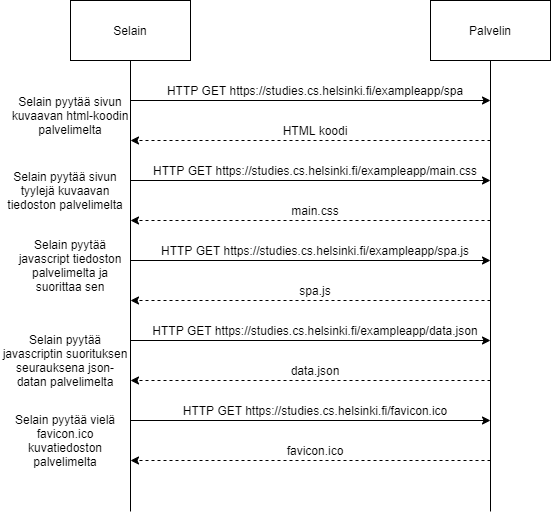 Selain
Palvelin
HTTP GET https://studies.cs.helsinki.fi/exampleapp/spa
Selain pyytää sivun
kuvaavan html-koodin
palvelimelta
HTML koodi
HTTP GET https://studies.cs.helsinki.fi/exampleapp/main.css
Selain pyytää sivun
tyylejä kuvaavan
tiedoston palvelimelta
main.css
Selain pyytää
javascript tiedoston
palvelimelta ja
suorittaa sen
HTTP GET https://studies.cs.helsinki.fi/exampleapp/spa.js
spa.js
HTTP GET https://studies.cs.helsinki.fi/exampleapp/data.json
Selain pyytää
javascriptin suorituksen
seurauksena json-
datan palvelimelta
data.json
HTTP GET https://studies.cs.helsinki.fi/favicon.ico
Selain pyytää vielä
favicon.ico
kuvatiedoston
palvelimelta
favicon.ico